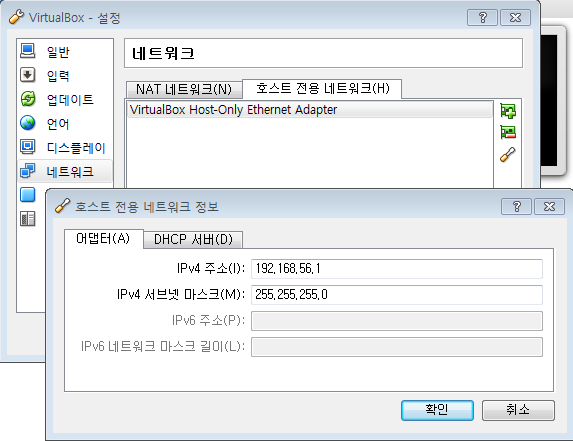 VirtualBox - 설정
일반
입력
업데이트
언어
디스플레이
네트워크
네트워크
NAT 네트워크(N)
호스트 전용 네트워크(H)
VirtualBox Host-Only Ethernet Adapter
호스트 전용 네트워크 정보
어댑터(A)
DHCP 서버(D)
IPv4 주소(I):
192,168,56,1
IPv4 서브넷 마스크(M):
255,255,255,0
IPv6 주소(P):
IPv6 네트워크 마스크 길이(L):
확인
취소